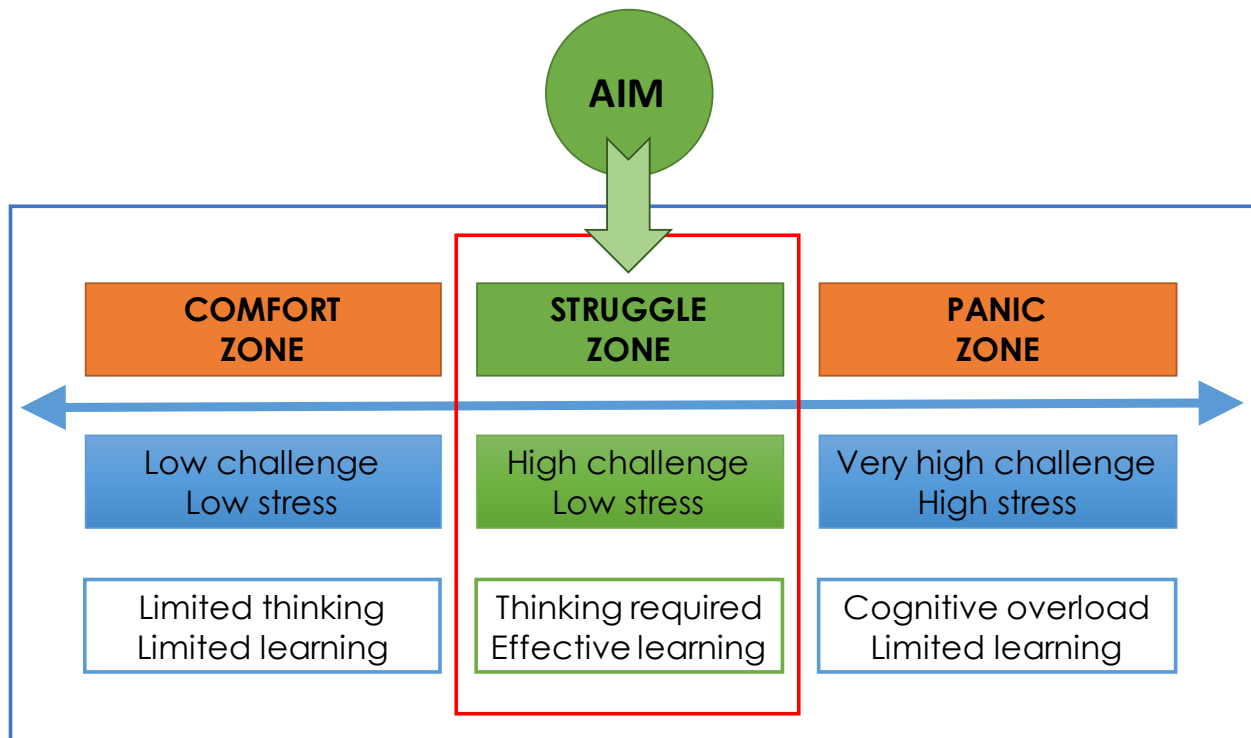 AIM
COMFORT
ZONE
STRUGGLE
ZONE
PANIC
ZONE
Low challenge
Low stress
High challenge
Low stress
Very high challenge
High stress
Limited thinking
Limited learning
Thinking required
Effective learning
Cognitive overload
Limited learning